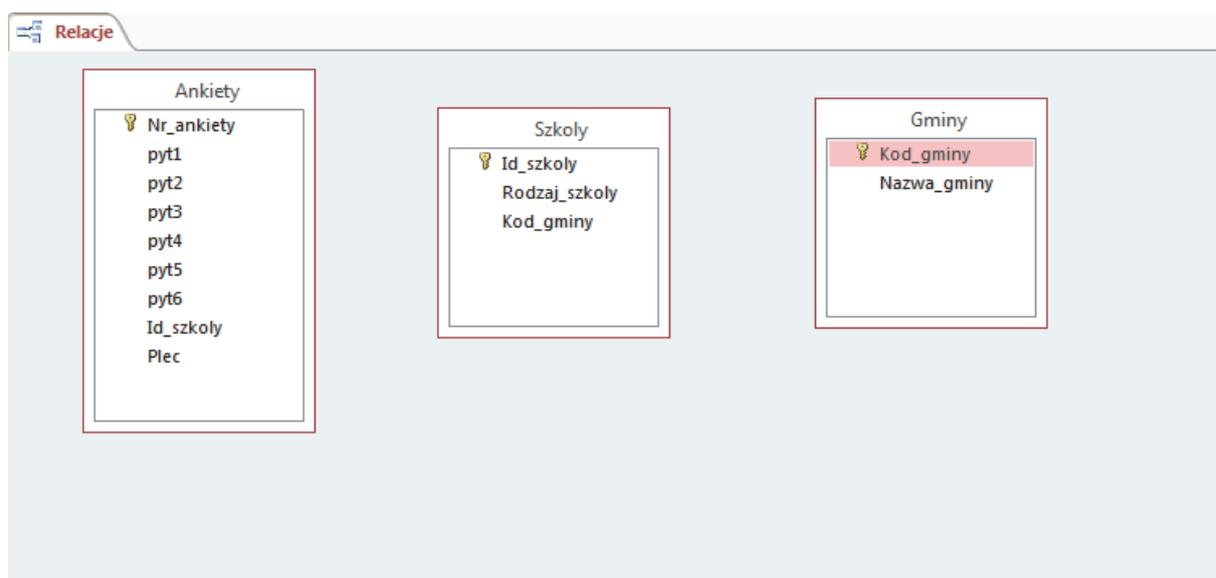 Relacje
Ankiety
Nr_ankiety
pyt1
pyt2
pyt3
pyt4
pyt5
pyt6
Id_szkoly
Plec
Szkoly
Id_szkoly
Rodzaj_szkoly
Kod_gminy
Gminy
Kod_gminy
Nazwa_gminy